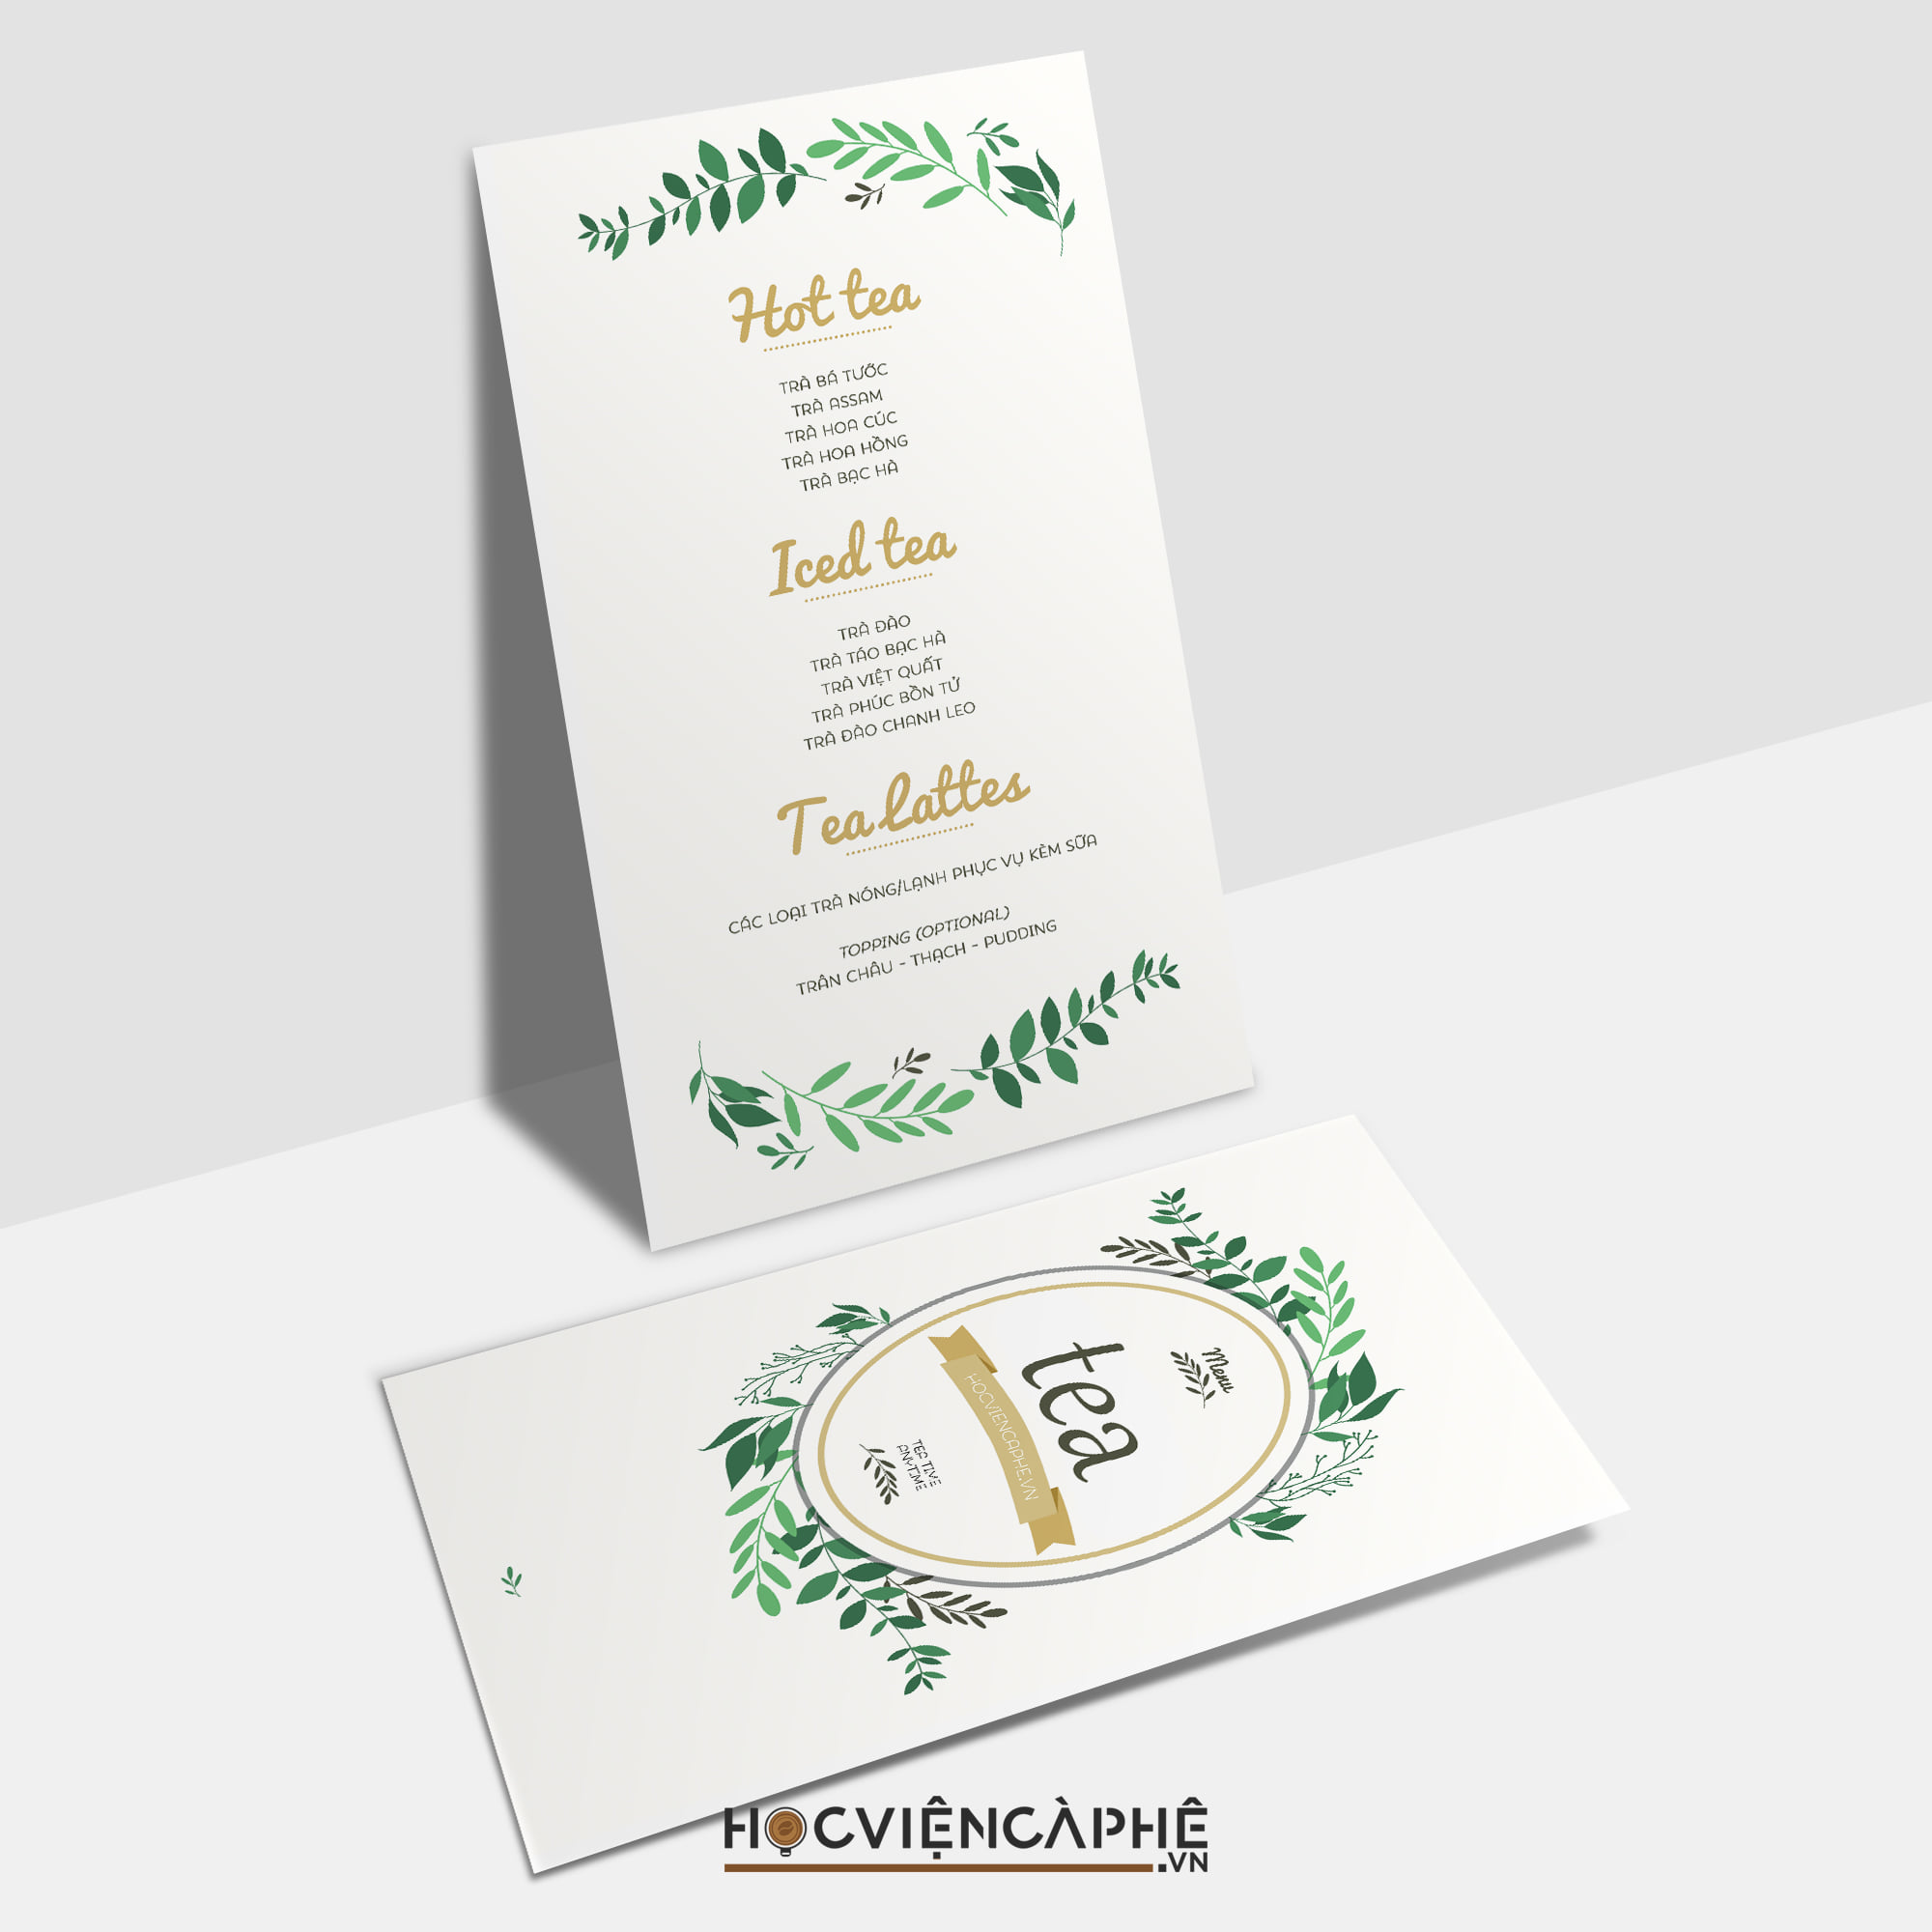 Hot tea
TRÀ BÁ TƯỚC
TRÀ ASSAM
TRÀ HOA CÚC
TRÀ HOA HỒNG
TRÀ BẠC HÀ
Iced tea
TRÀ ĐÀO
TRÀ TÁO BẠC HÀ
TRÀ VIỆT QUẤT
TRÀ PHÚC BỒN TỬ
TRÀ ĐÀO CHANH LEO
Tea Lattes
CÁC LOẠI TRÀ NÓNG/LẠNH PHỤC VỤ KÈM SỮA
TOPPING (OPTIONAL)
TRÂN CHÂU - THẠCH - PUDDING
Menu
tea
HOCVIENCAPHE.VN
TEA TIME
ANYTIME
HỌCVIỆNCÀPHÊ
.VN